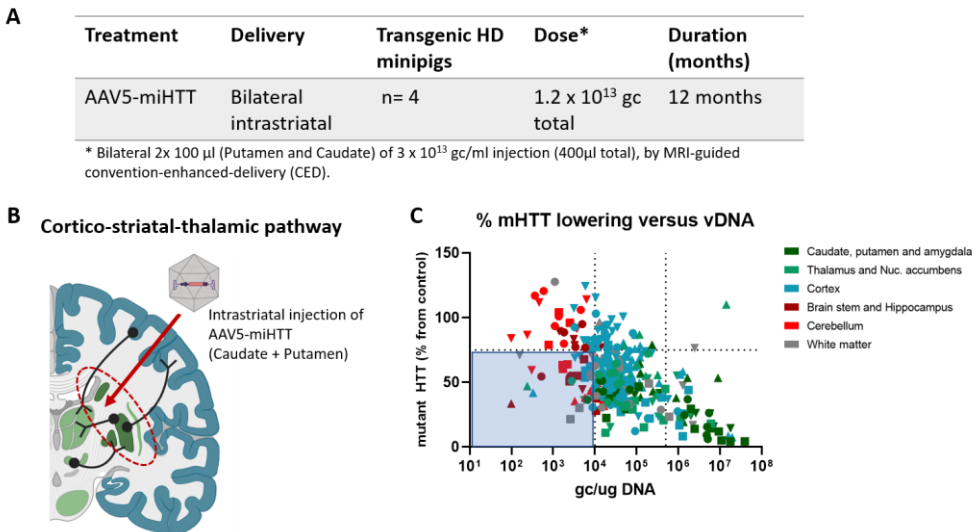 A
Treatment Delivery Transgenic HD minipigs Dose* Duration (months)
AAV5-miHTT Bilateral intrastriatal n= 4 1.2 x 10¹³ gc total 12 months
* Bilateral 2x 100 µl (Putamen and Caudate) of 3 x 10¹³ gc/ml injection (400µl total), by MRI-guided
convention-enhanced-delivery (CED).
B
Cortico-striatal-thalamic pathway
Intrastriatal injection of
AAV5-miHTT
(Caudate + Putamen)
C
% mHTT lowering versus vDNA
mutant HTT (% from control)
150
100
50
0
10¹ 10² 10³ 10⁴ 10⁵ 10⁶ 10⁷ 10⁸
gc/ug DNA
Caudate, putamen and amygdala
Thalamus and Nuc. accumbens
Cortex
Brain stem and Hippocampus
Cerebellum
White matter